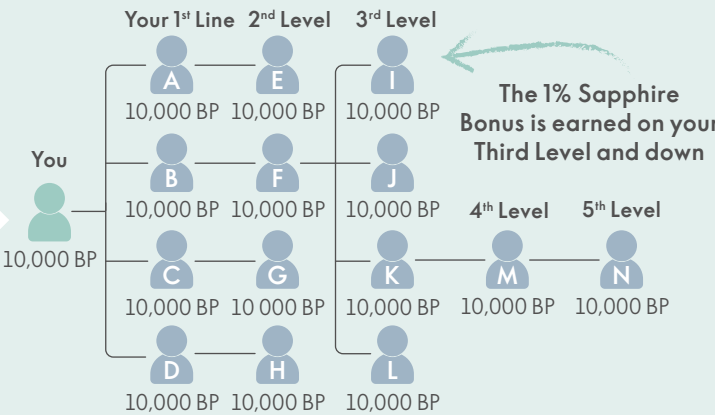 Your 1st Line 2nd Level 3rd Level
A E I
10,000 BP 10,000 BP 10,000 BP
The 1% Sapphire
Bonus is earned on your
Third Level and down
You
B F J
10,000 BP 10,000 BP 10,000 BP
4th Level 5th Level
10,000 BP
C G K M N
10,000 BP 10 000 BP 10,000 BP 10,000 BP 10,000 BP
D H L
10,000 BP 10,000 BP 10,000 BP